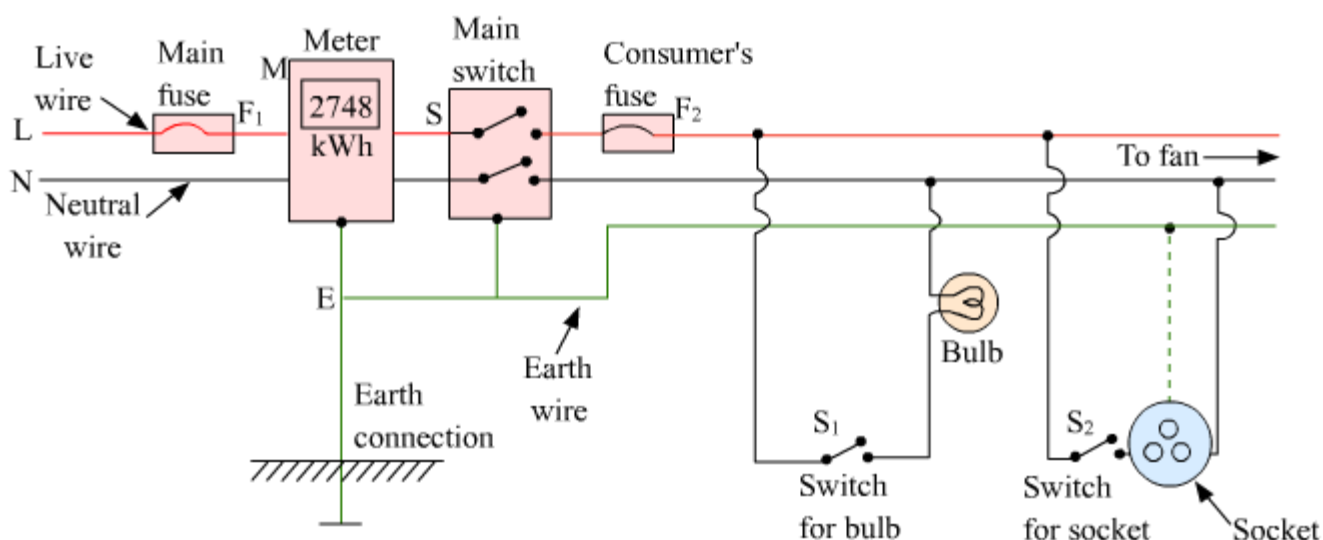 Live
wire
Main
fuse
Meter
Main
switch
Consumer's
fuse
M
2748
kWh
F₁
S
F₂
L
To fan
N
Neutral
wire
E
Earth
wire
Bulb
Earth
connection
S₁
S₂
Switch
for bulb
Switch
for socket
Socket